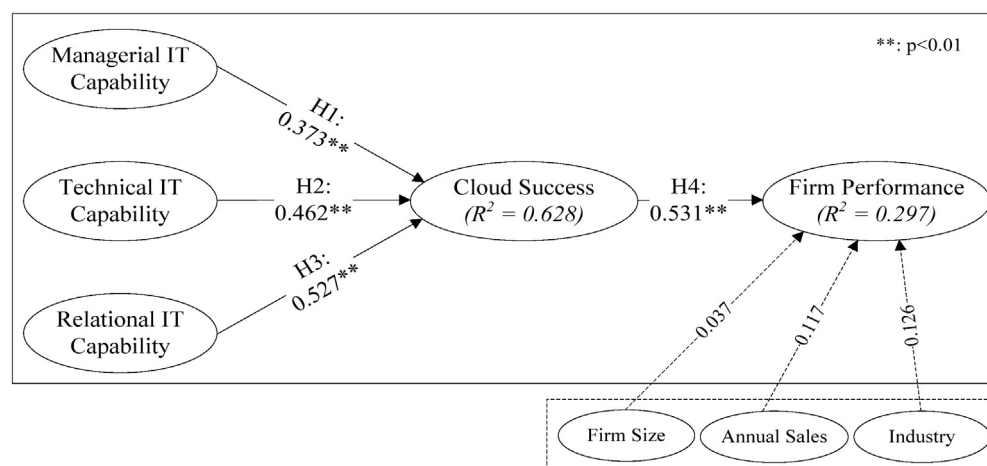 Managerial IT
Capability
**: p<0.01
H1:
0.373**
Technical IT
Capability
H2:
0.462**
Cloud Success
(R² = 0.628)
H4:
0.531**
Firm Performance
(R² = 0.297)
H3:
0.527**
Relational IT
Capability
0.037
0.117
0.126
Firm Size
Annual Sales
Industry